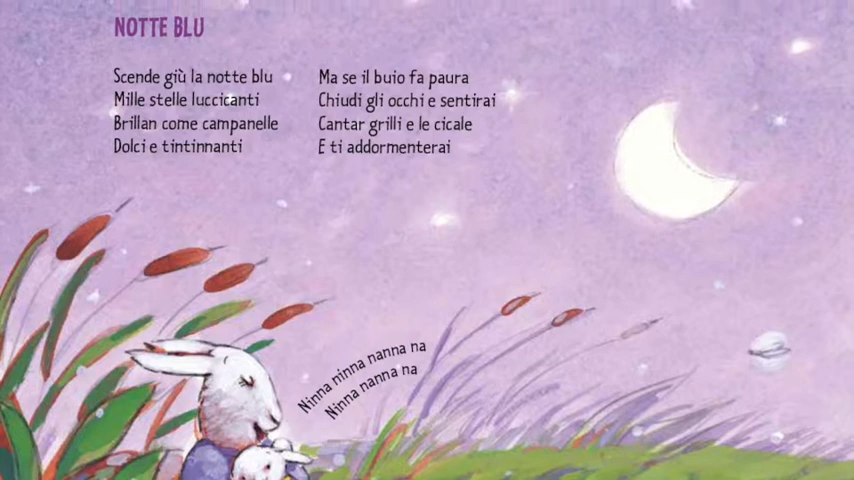 NOTTE BLU
Scende giù la notte blu
Mille stelle luccicanti
Brillan come campanelle
Dolci e tintinnanti
Ma se il buio fa paura
Chiudi gli occhi e sentirai
Cantar grilli e le cicale
E ti addormenterai
Ninna ninna nanna na
Ninna nanna na